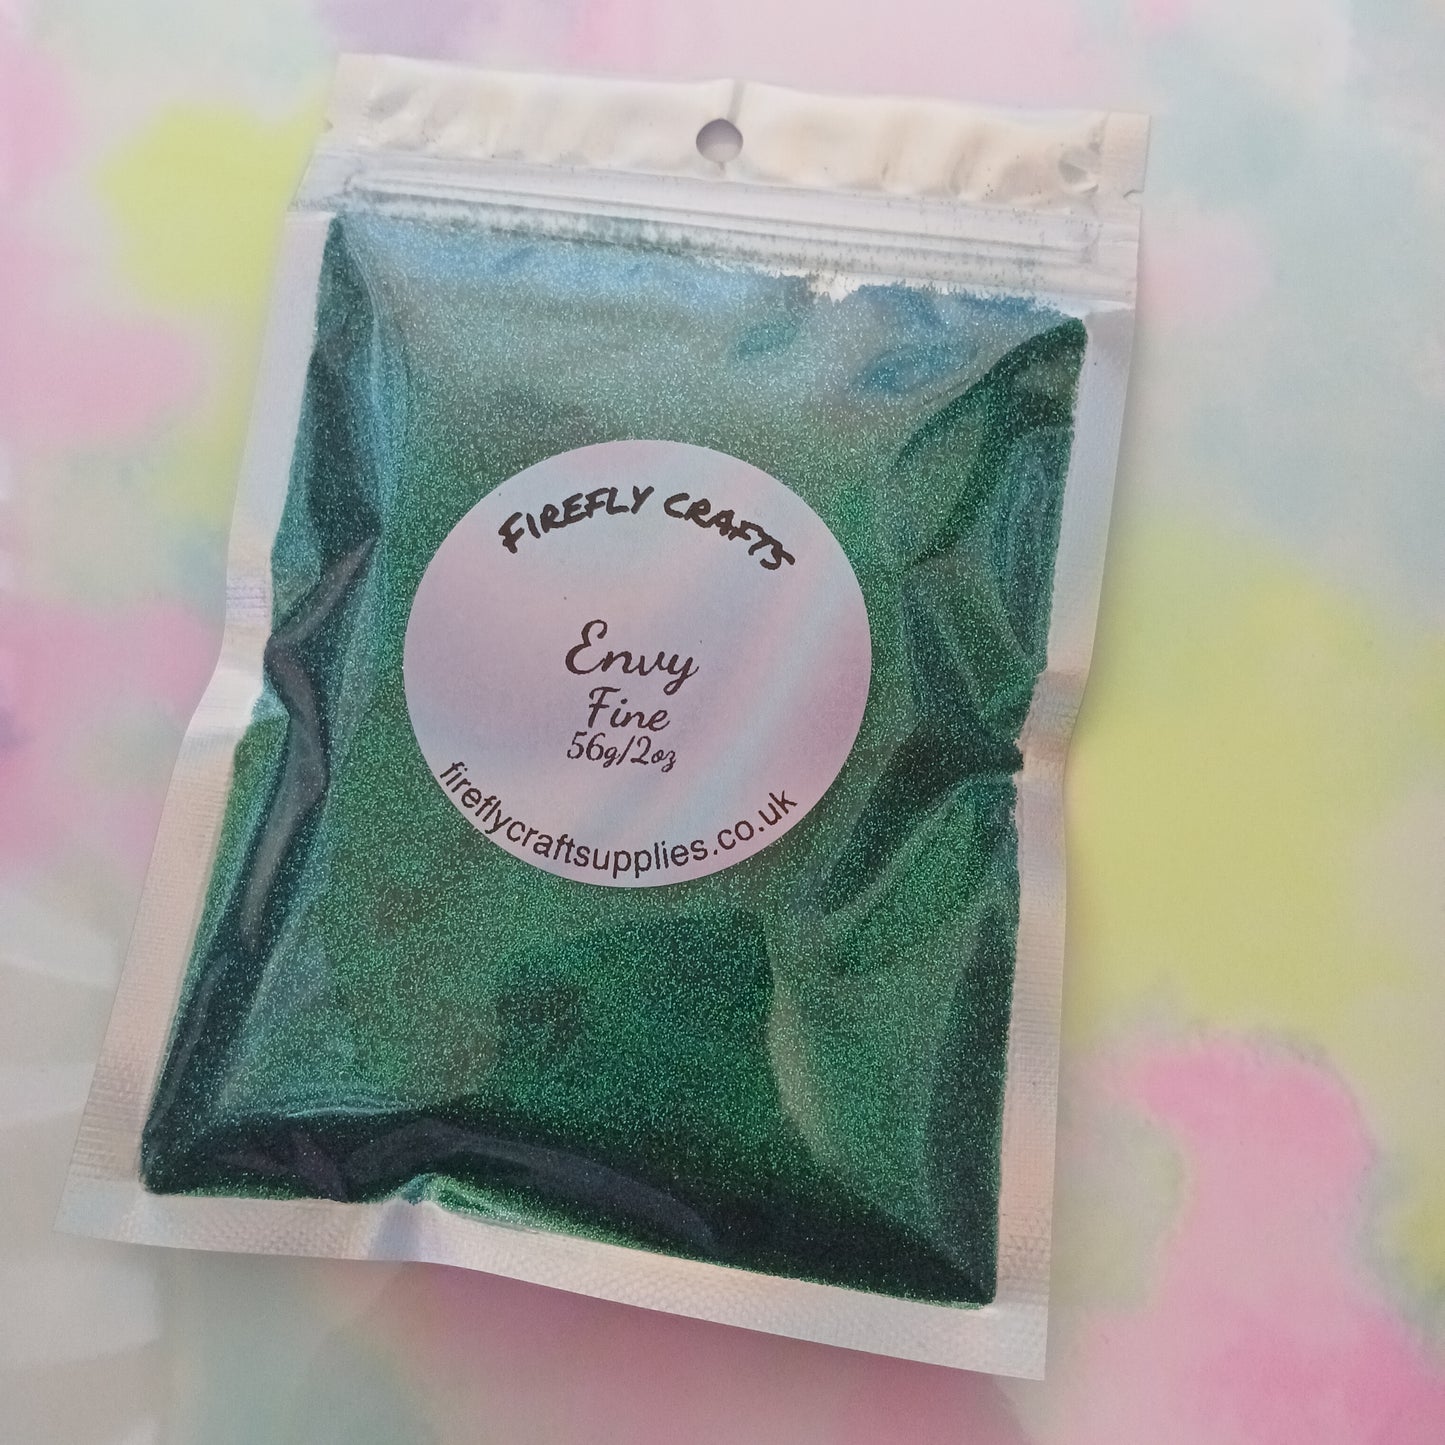 FIREFLY CRAFTS
Envy
Fine
56g/2oz
fireflycraftsupplies.co.uk